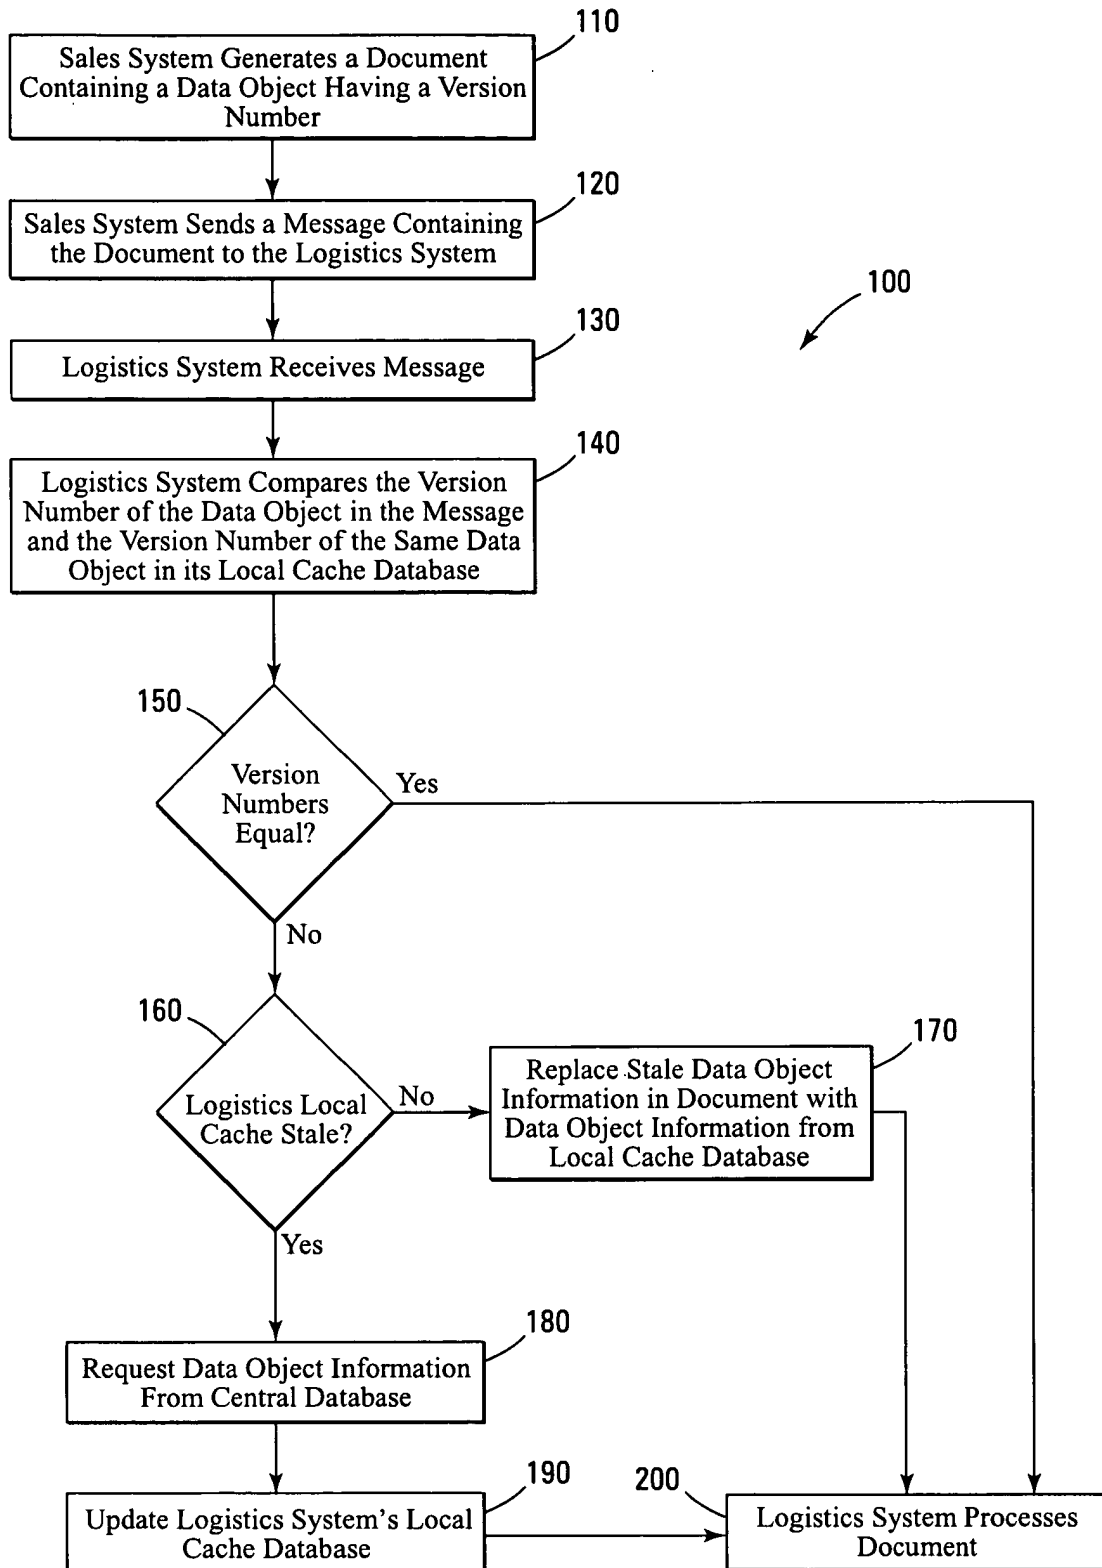 110
Sales System Generates a Document
Containing a Data Object Having a Version
Number
120
Sales System Sends a Message Containing
the Document to the Logistics System
100
130
Logistics System Receives Message
140
Logistics System Compares the Version
Number of the Data Object in the Message
and the Version Number of the Same Data
Object in its Local Cache Database
150
Version
Numbers
Equal?
Yes
No
160
Logistics Local
Cache Stale?
No
170
Replace Stale Data Object
Information in Document with
Data Object Information from
Local Cache Database
Yes
180
Request Data Object Information
From Central Database
190
Update Logistics System's Local
Cache Database
200
Logistics System Processes
Document